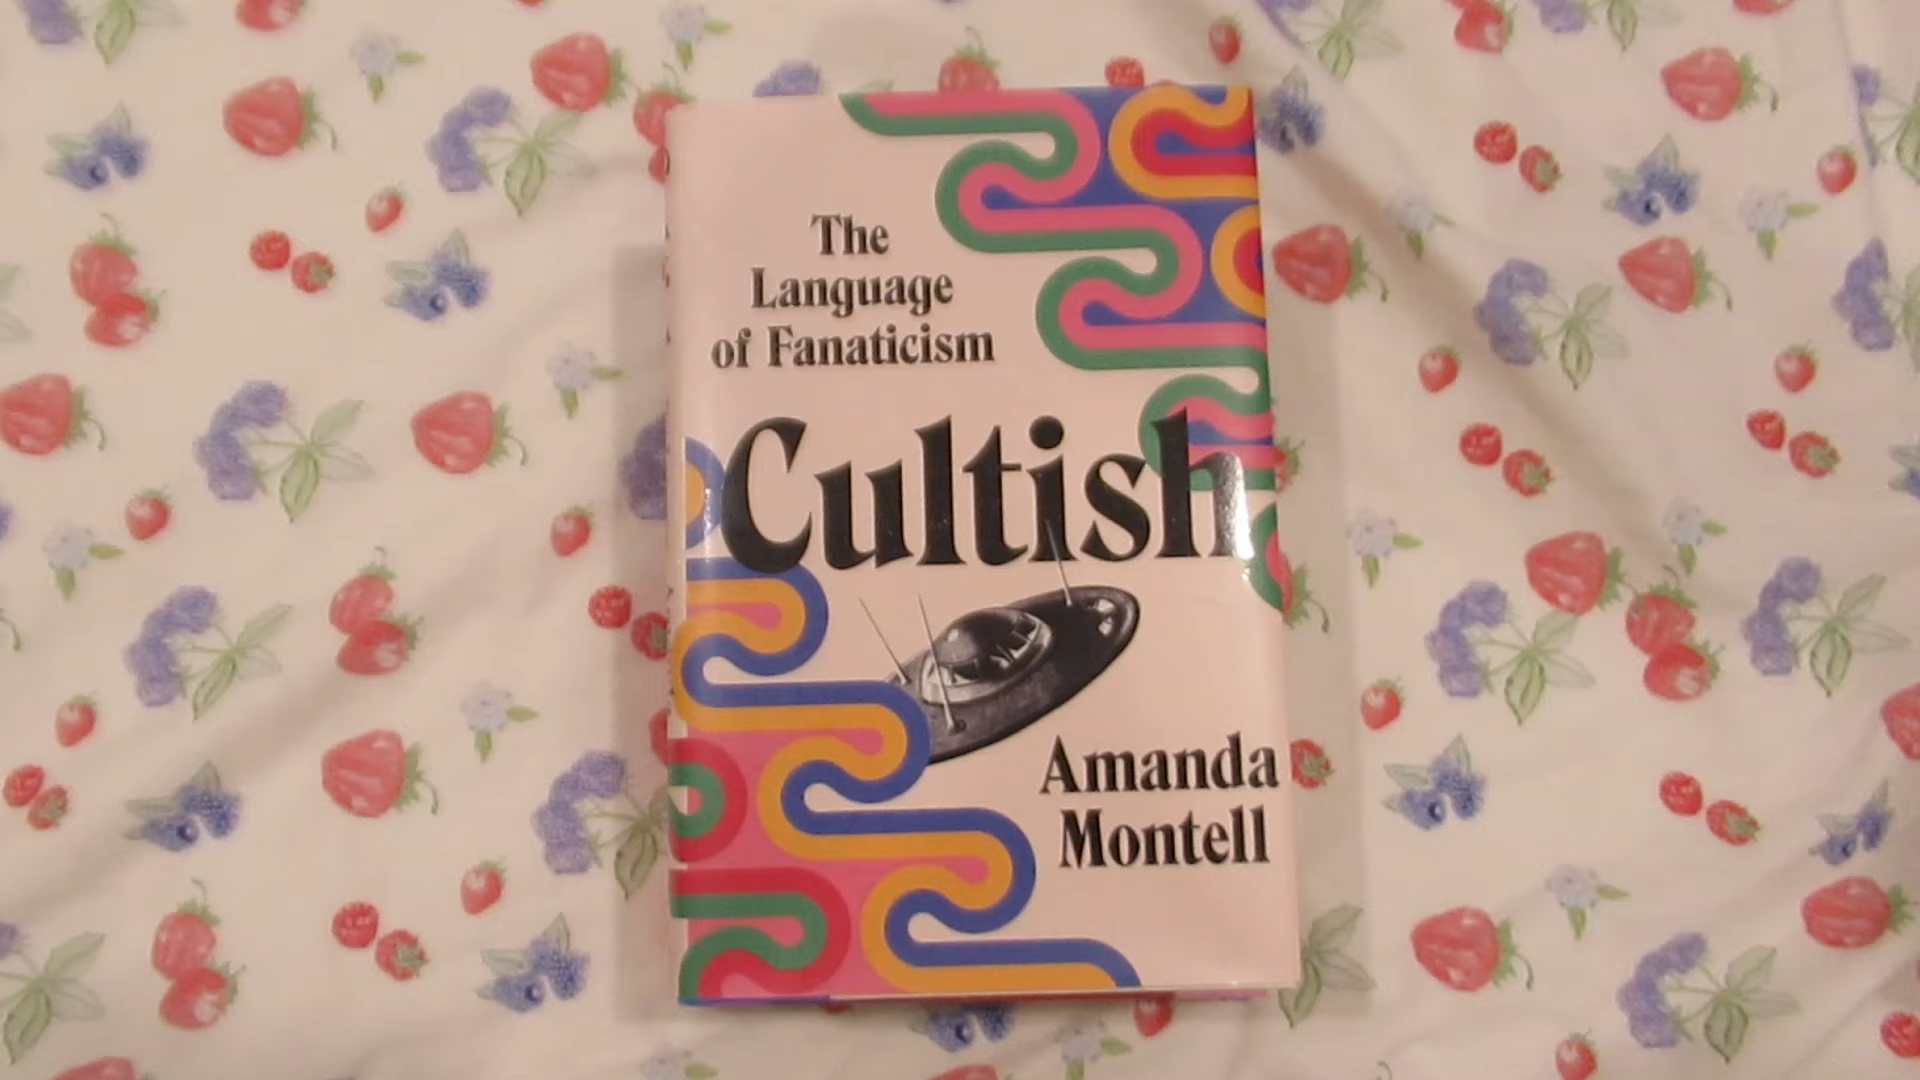 The
Language
of Fanaticism
Cultish
Amanda
Montell